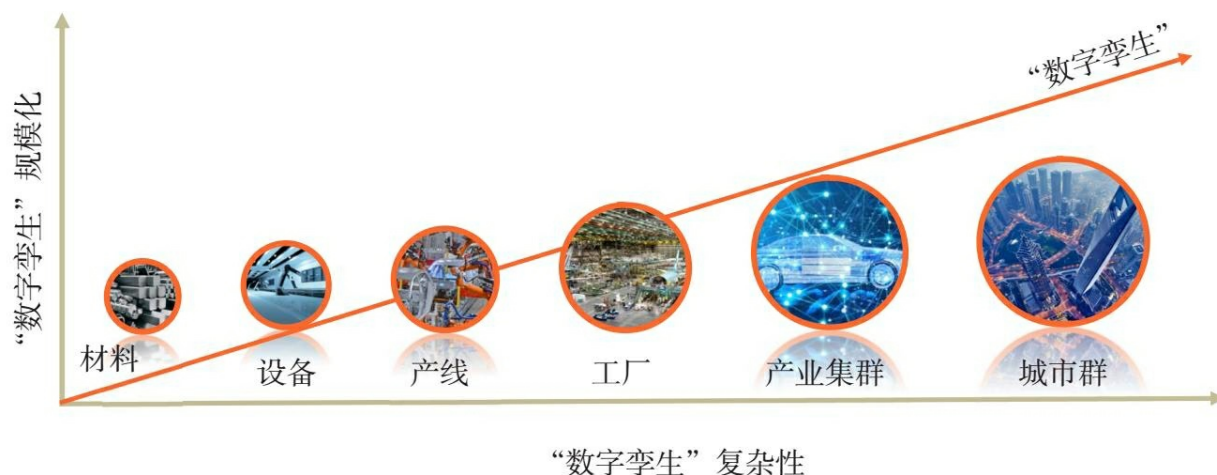 “数字孪生”规模化
“数字孪生”
材料
设备
产线
工厂
产业集群
城市群
“数字孪生”复杂性